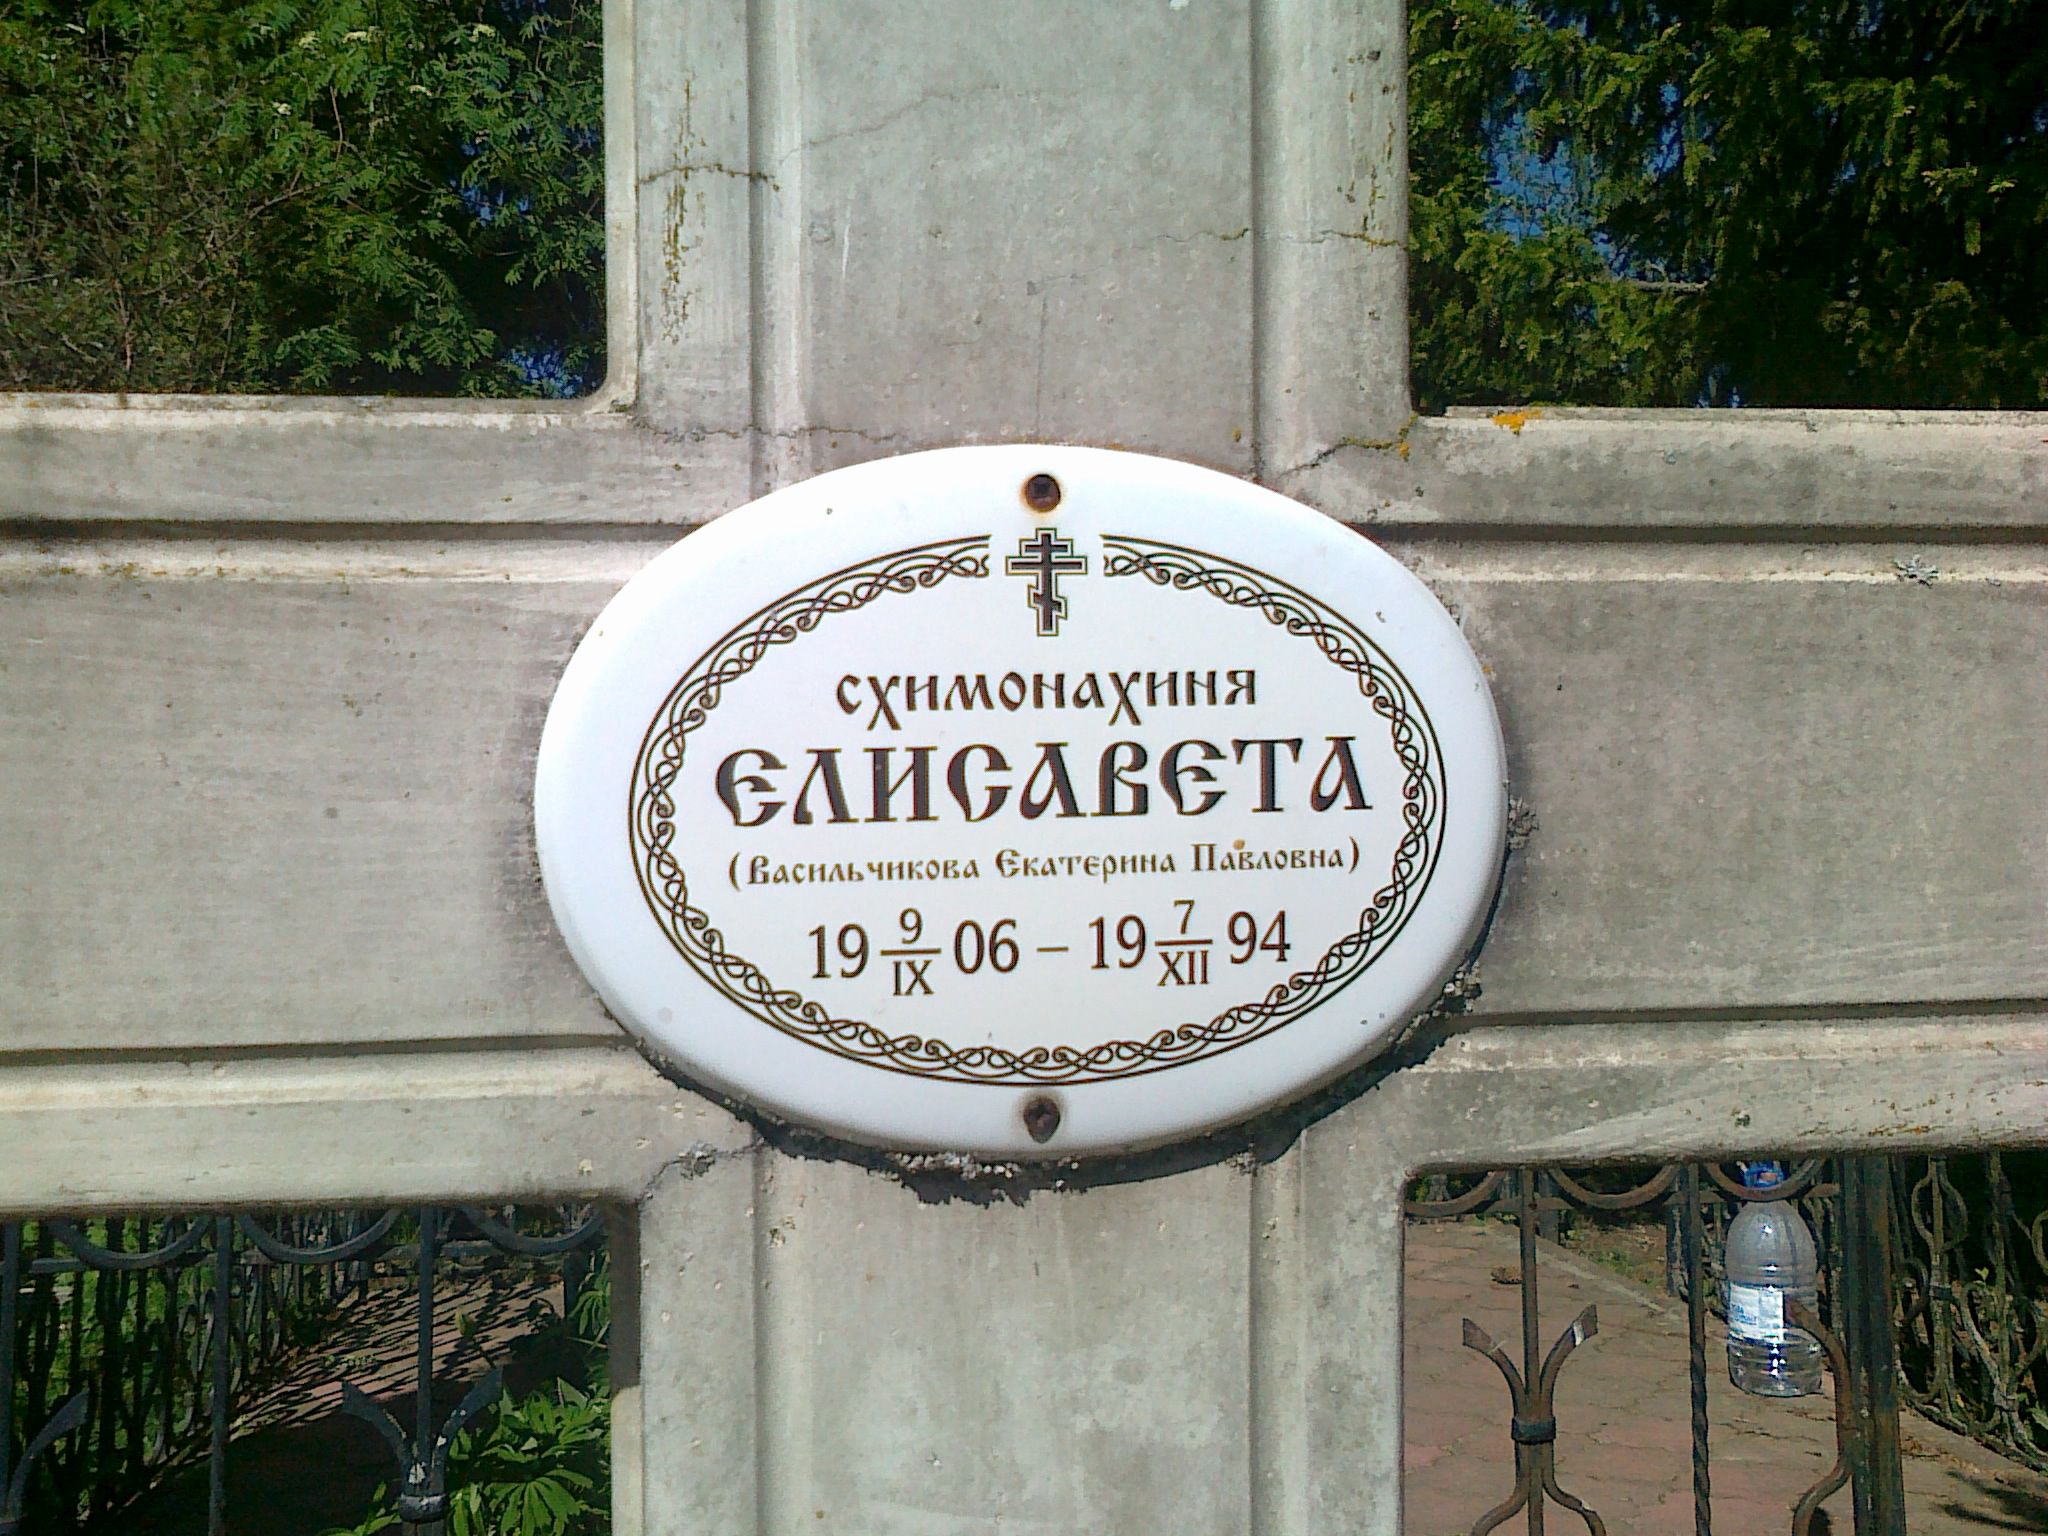 схимонахиня
ЕЛИСАВЕТА
(Васильчикова Екатерина Павловна)
19 9/IX 06 – 19 7/XII 94